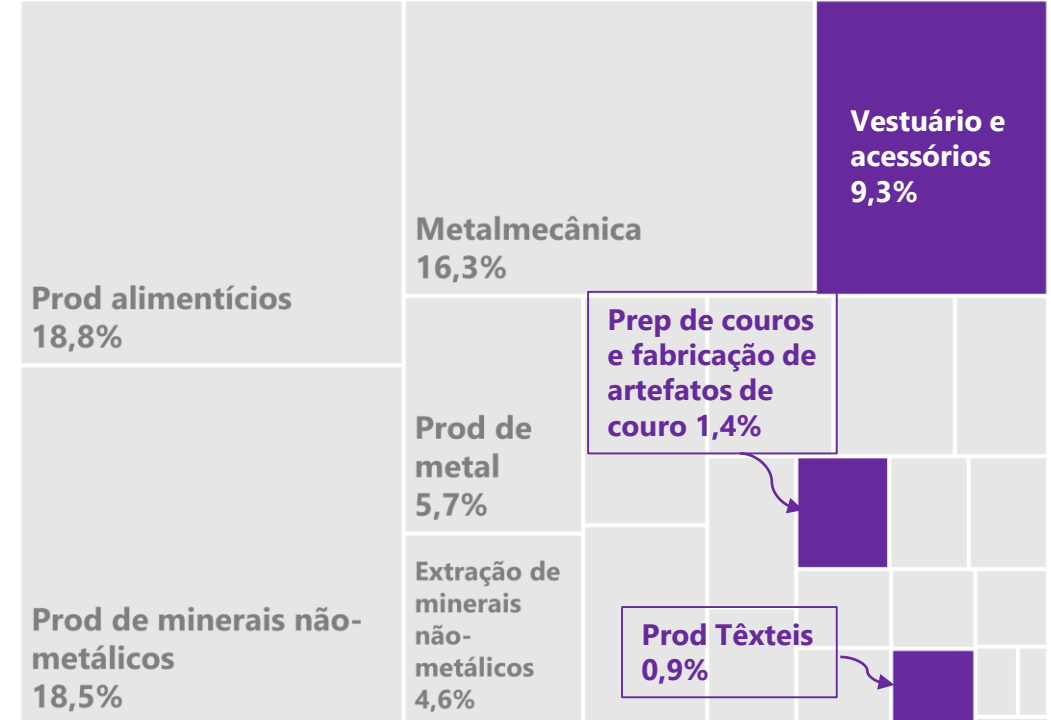 Prod alimentícios
18,8%
Prod de minerais não-
metálicos
18,5%
Metalmecânica
16,3%
Prod de
metal
5,7%
Extração de
minerais
não-
metálicos
4,6%
Vestuário e
acessórios
9,3%
Prep de couros
e fabricação de
artefatos de
couro 1,4%
Prod Têxteis
0,9%